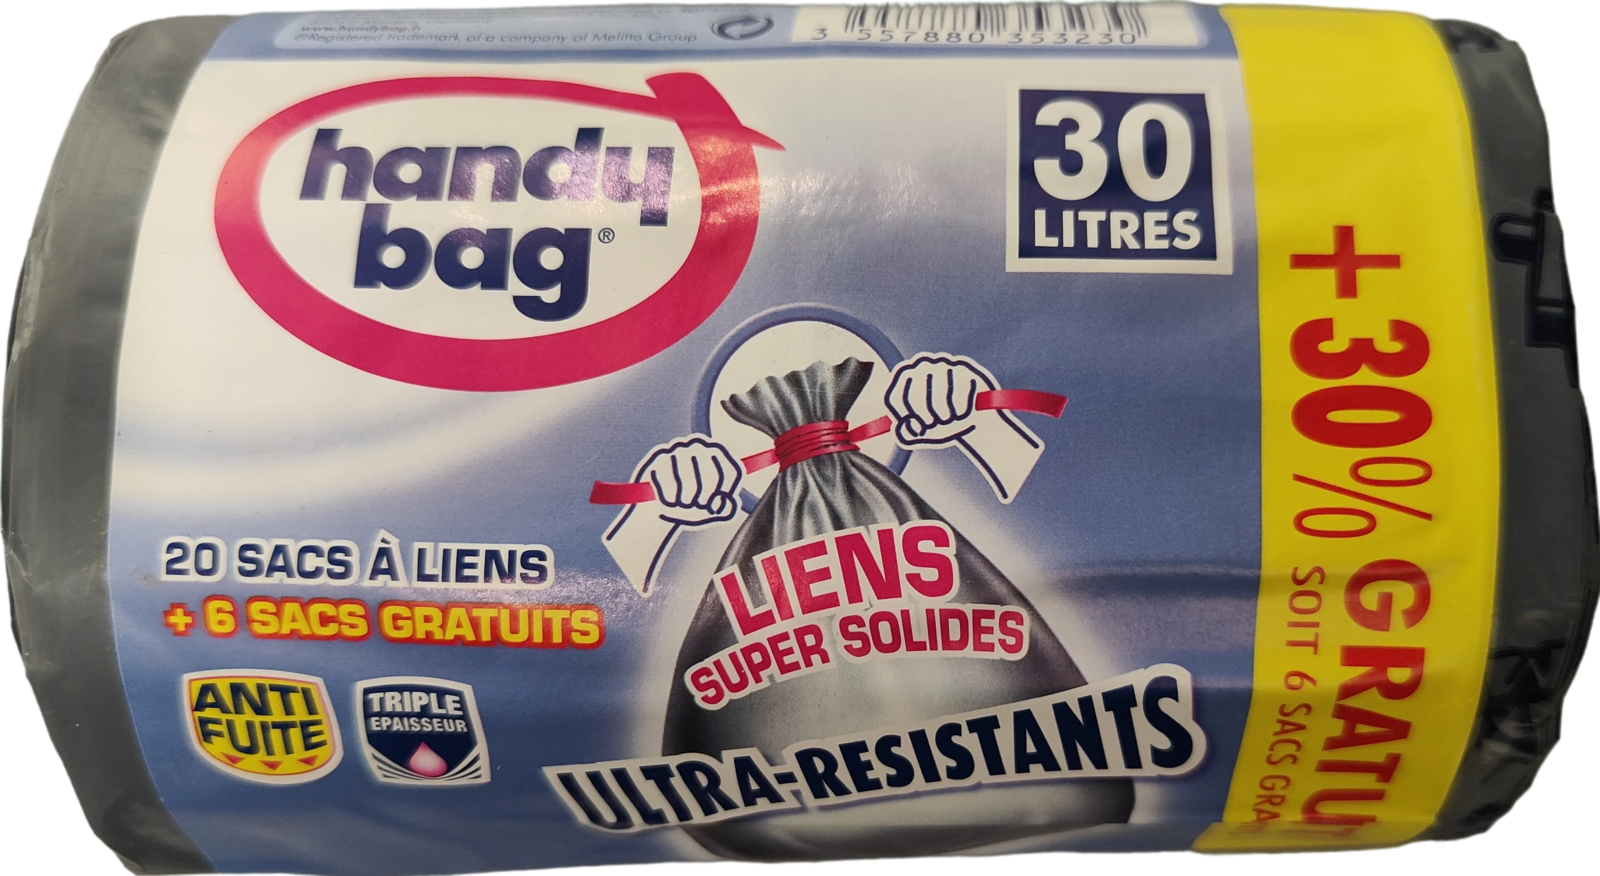 www.handybag.fr
®Registered trademark of a company of Melitta Group
3 557880 353230
handy
bag®
30
LITRES
20 SACS À LIENS
+ 6 SACS GRATUITS
ANTI
FUITE
TRIPLE
EPAISSEUR
LIENS
SUPER SOLIDES
ULTRA-RESISTANTS
+30% GRATUI
SOIT 6 SACS GRA